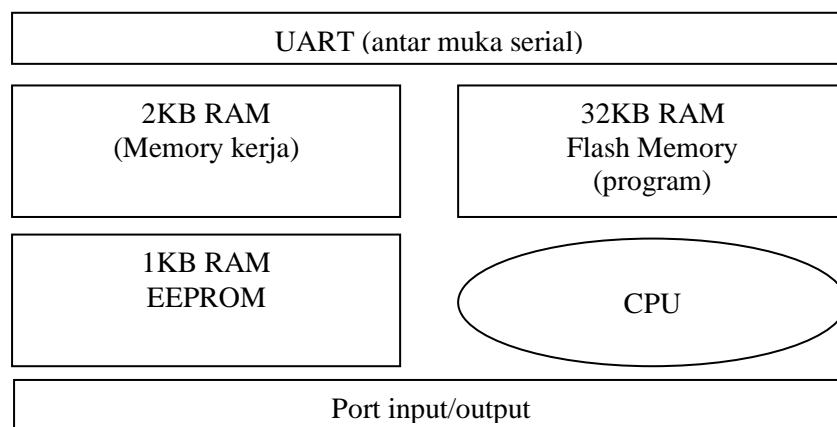 UART (antar muka serial)
2KB RAM
(Memory kerja)
32KB RAM
Flash Memory
(program)
1KB RAM
EEPROM
CPU
Port input/output